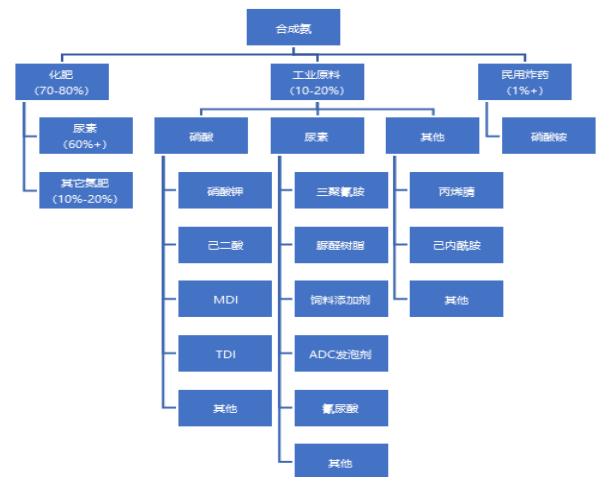 合成氨
化肥
(70-80%)
工业原料
(10-20%)
民用炸药
(1%+)
尿素
(60%+)
其它氮肥
(10%-20%)
硝酸
硝酸钾
己二酸
MDI
TDI
其他
尿素
三聚氰胺
脲醛树脂
饲料添加剂
ADC发泡剂
氰尿酸
其他
其他
丙烯腈
己内酰胺
其他
硝酸铵